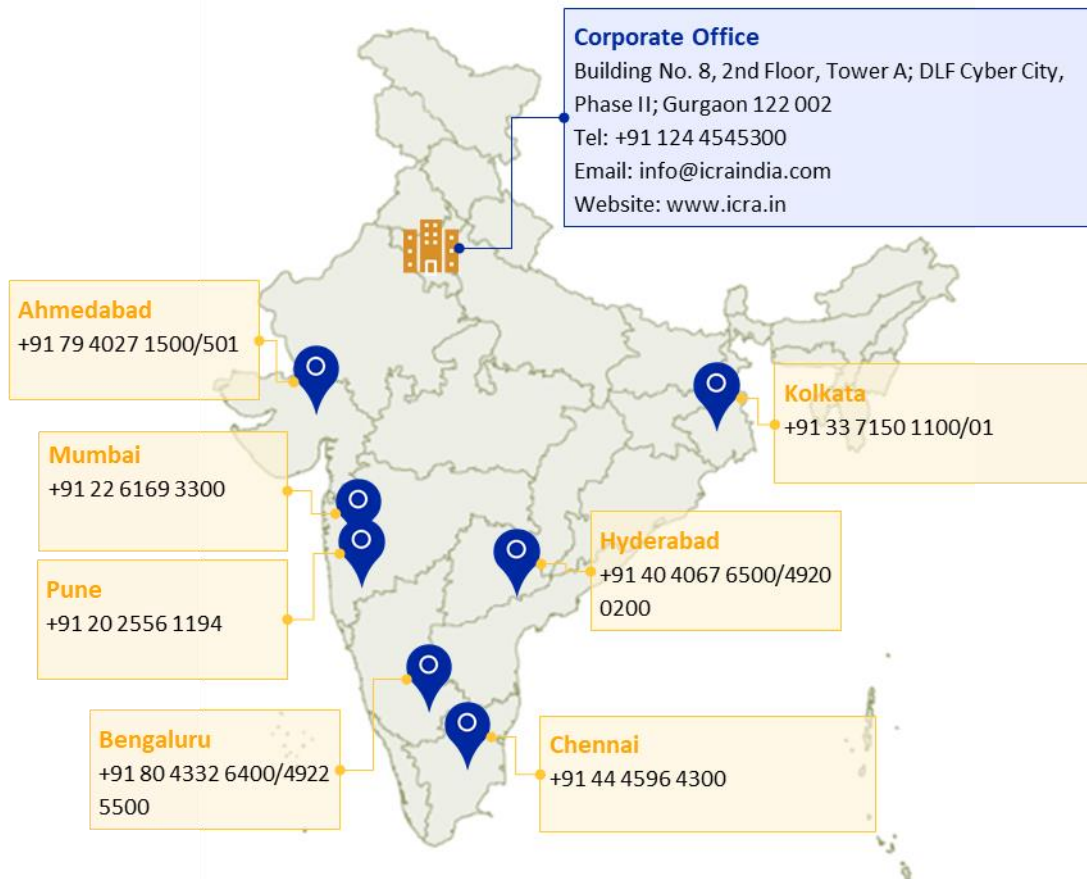 Corporate Office
Building No. 8, 2nd Floor, Tower A; DLF Cyber City,
Phase II; Gurgaon 122 002
Tel: +91 124 4545300
Email: info@icraindia.com
Website: www.icra.in
Ahmedabad
+91 79 4027 1500/501
Kolkata
+91 33 7150 1100/01
Mumbai
+91 22 6169 3300
Hyderabad
+91 40 4067 6500/4920
0200
Pune
+91 20 2556 1194
Bengaluru
+91 80 4332 6400/4922
5500
Chennai
+91 44 4596 4300